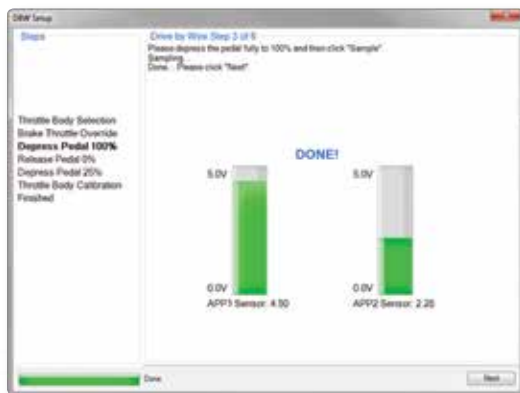 DBW Setup
Steps
Throttle Body Selection
Brake Throttle Override
Depress Pedal 100%
Release Pedal 0%
Depress Pedal 25%
Throttle Body Calibration
Finished
Drive by Wire Step 3 of 6
Please depress the pedal fully to 100% and then click "Sample".
Sampling...
Done... Please click "Next".
DONE!
5.0V
5.0V
0.0V
0.0V
APP1 Sensor: 4.50
APP2 Sensor: 2.25
Done
Next